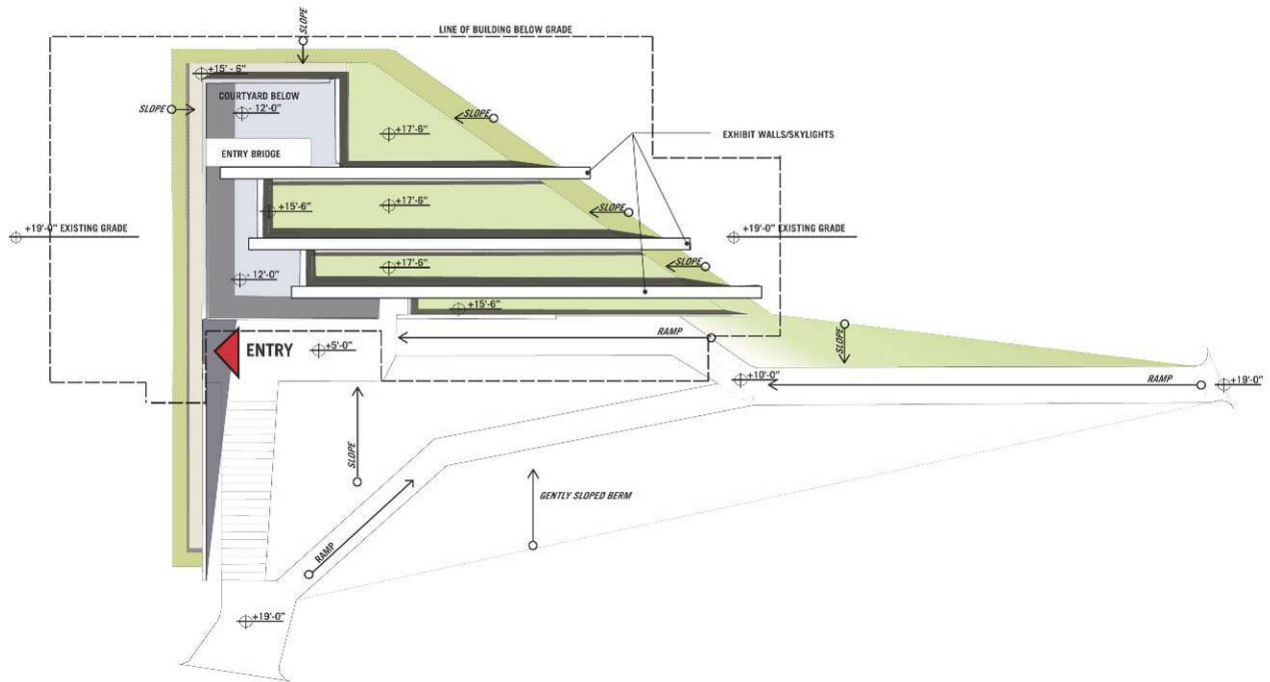 SLOPE
LINE OF BUILDING BELOW GRADE
+15' - 6"
COURTYARD BELOW
SLOPE
- 12'-0"
SLOPE
+17'-6"
EXHIBIT WALLS/SKYLIGHTS
ENTRY BRIDGE
+15'-6"
+17'-6"
SLOPE
+19'-0" EXISTING GRADE
+19'-0" EXISTING GRADE
- 12'-0"
+17'-6"
SLOPE
+15'-6"
RAMP
SLOPE
ENTRY
+5'-0"
+10'-0"
RAMP
+19'-0"
SLOPE
GENTLY SLOPED BERM
RAMP
+19'-0"